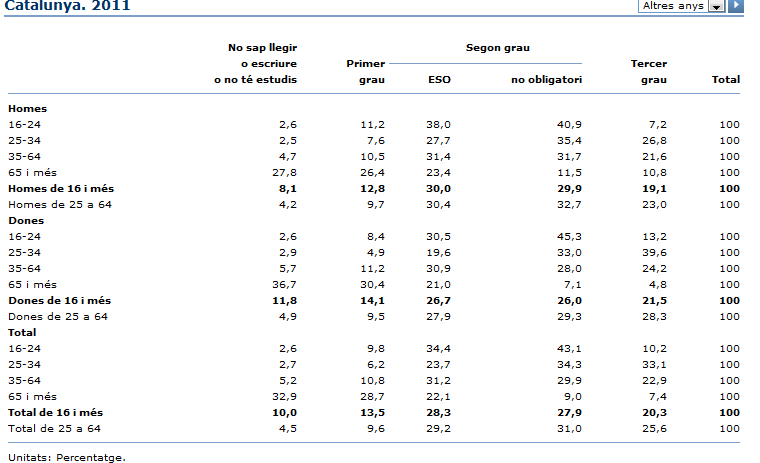 Catalunya. 2011
Altres anys
No sap llegir
o escriure
o no té estudis
Primer
grau
Segon grau
ESO
no obligatori
Tercer
grau
Total
Homes
16-24 2,6 11,2 38,0 40,9 7,2 100
25-34 2,5 7,6 27,7 35,4 26,8 100
35-64 4,7 10,5 31,4 31,7 21,6 100
65 i més 27,8 26,4 23,4 11,5 10,8 100
Homes de 16 i més 8,1 12,8 30,0 29,9 19,1 100
Homes de 25 a 64 4,2 9,7 30,4 32,7 23,0 100
Dones
16-24 2,6 8,4 30,5 45,3 13,2 100
25-34 2,9 4,9 19,6 33,0 39,6 100
35-64 5,7 11,2 30,9 28,0 24,2 100
65 i més 36,7 30,4 21,0 7,1 4,8 100
Dones de 16 i més 11,8 14,1 26,7 26,0 21,5 100
Dones de 25 a 64 4,9 9,5 27,9 29,3 28,3 100
Total
16-24 2,6 9,8 34,4 43,1 10,2 100
25-34 2,7 6,2 23,7 34,3 33,1 100
35-64 5,2 10,8 31,2 29,9 22,9 100
65 i més 32,9 28,7 22,1 9,0 7,4 100
Total de 16 i més 10,0 13,5 28,3 27,9 20,3 100
Total de 25 a 64 4,5 9,6 29,2 31,0 25,6 100
Unitats: Percentatge.